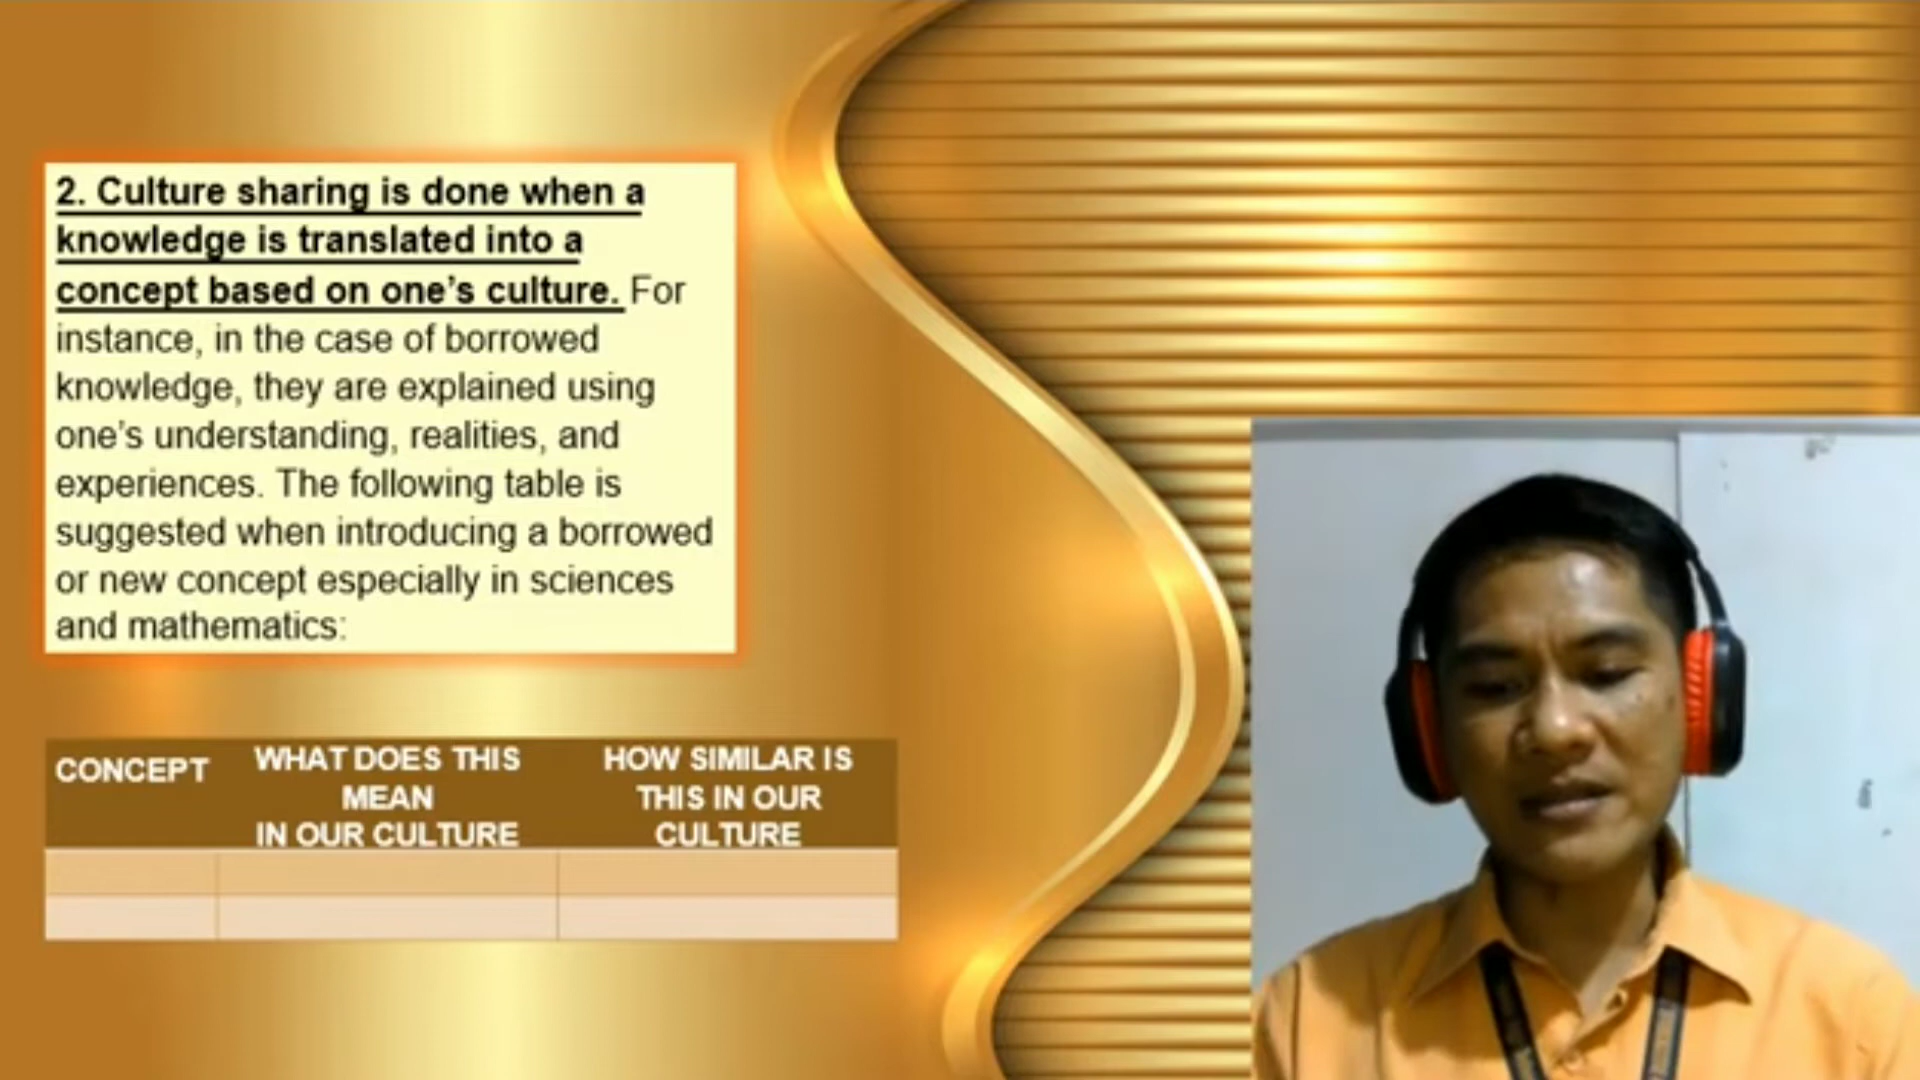 2. Culture sharing is done when a
knowledge is translated into a
concept based on one’s culture. For
instance, in the case of borrowed
knowledge, they are explained using
one’s understanding, realities, and
experiences. The following table is
suggested when introducing a borrowed
or new concept especially in sciences
and mathematics:
CONCEPT
WHAT DOES THIS
MEAN
IN OUR CULTURE
HOW SIMILAR IS
THIS IN OUR
CULTURE